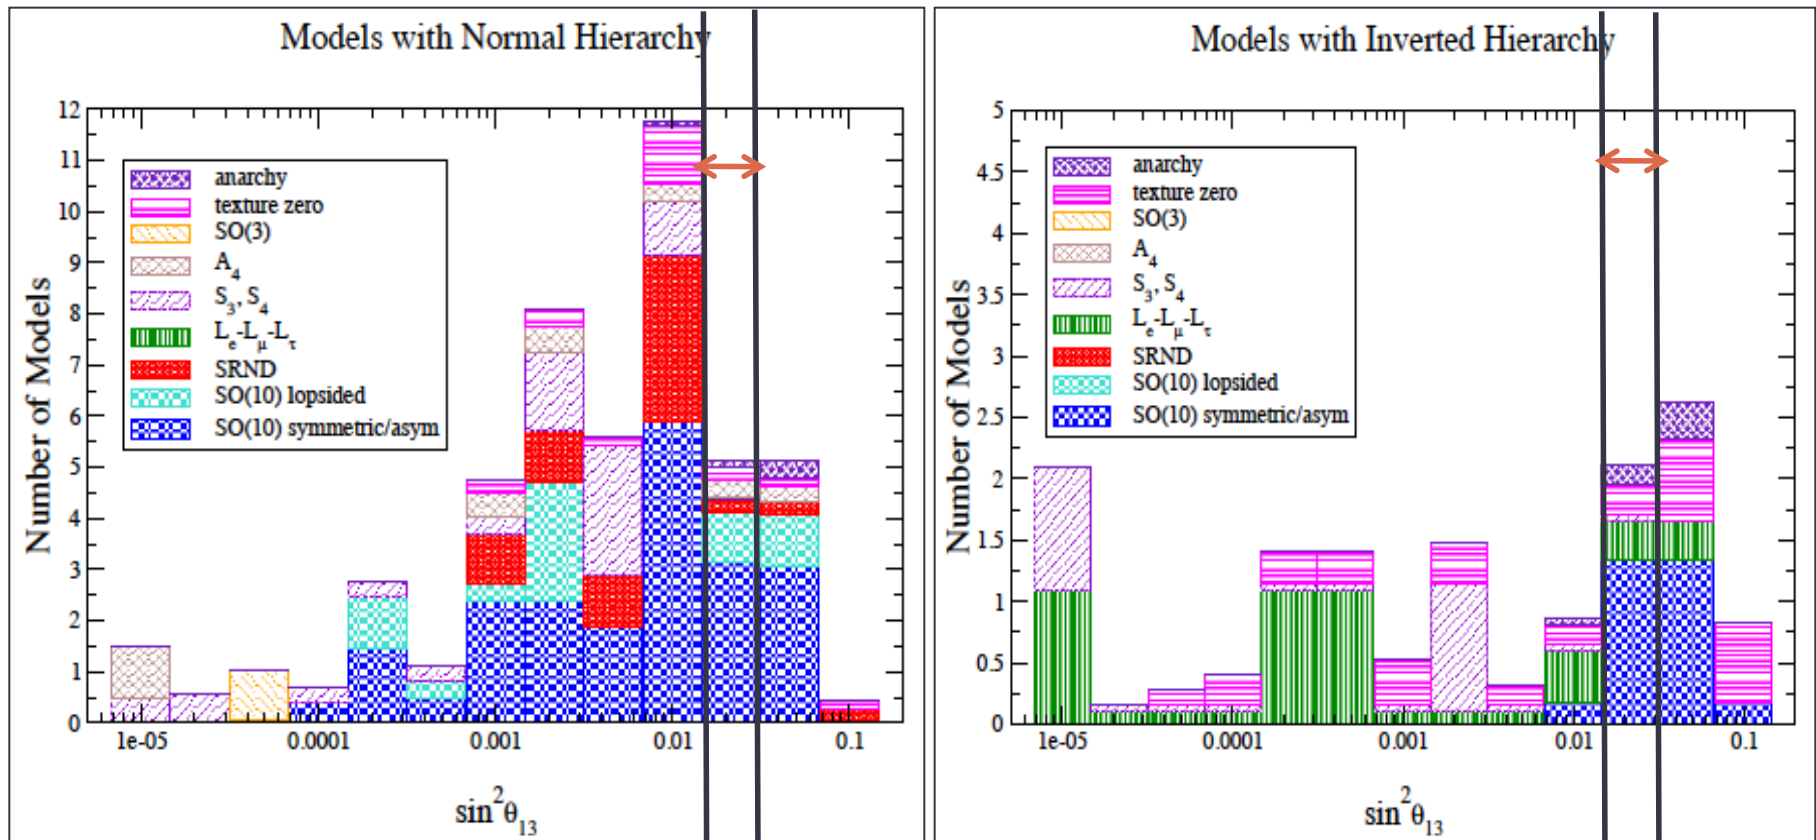 Models with Normal Hierarchy
12
11
10
9
8
7
6
5
4
3
2
1
0
Number of Models
anarchy
texture zero
SO(3)
A4
S3, S4
Le-Lμ-Lτ
SRND
SO(10) lopsided
SO(10) symmetric/asym
1e-05 0.0001 0.001 0.01 0.1
sin²θ13
Models with Inverted Hierarchy
5
4.5
4
3.5
3
2.5
2
1.5
1
0.5
0
Number of Models
anarchy
texture zero
SO(3)
A4
S3, S4
Le-Lμ-Lτ
SRND
SO(10) lopsided
SO(10) symmetric/asym
1e-05 0.0001 0.001 0.01 0.1
sin²θ13